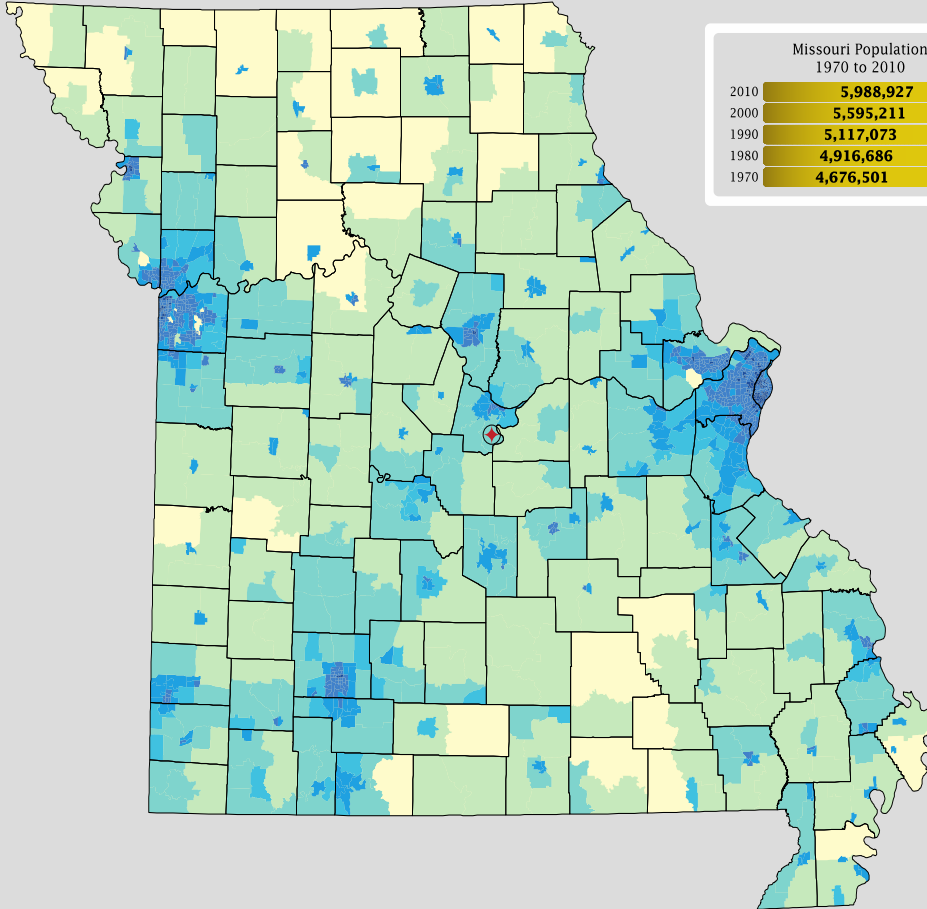 Missouri Population
1970 to 2010
2010 5,988,927
2000 5,595,211
1990 5,117,073
1980 4,916,686
1970 4,676,501